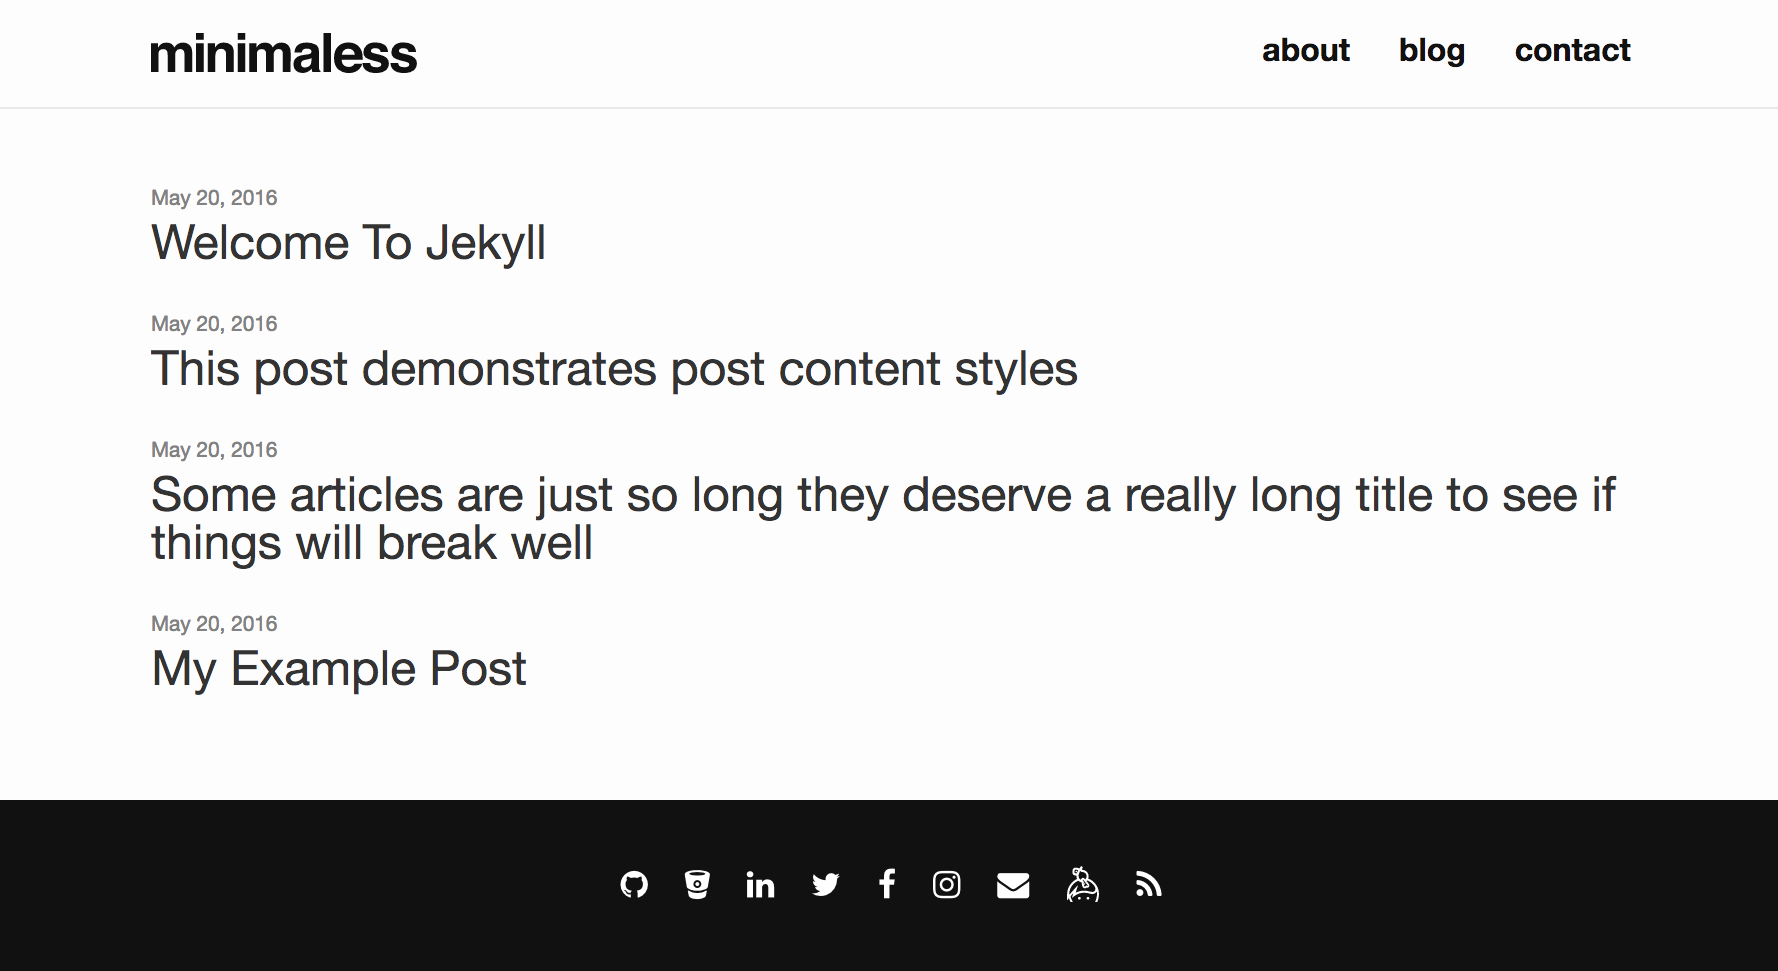 minimaless
about blog contact
May 20, 2016
Welcome To Jekyll
May 20, 2016
This post demonstrates post content styles
May 20, 2016
Some articles are just so long they deserve a really long title to see if
things will break well
May 20, 2016
My Example Post